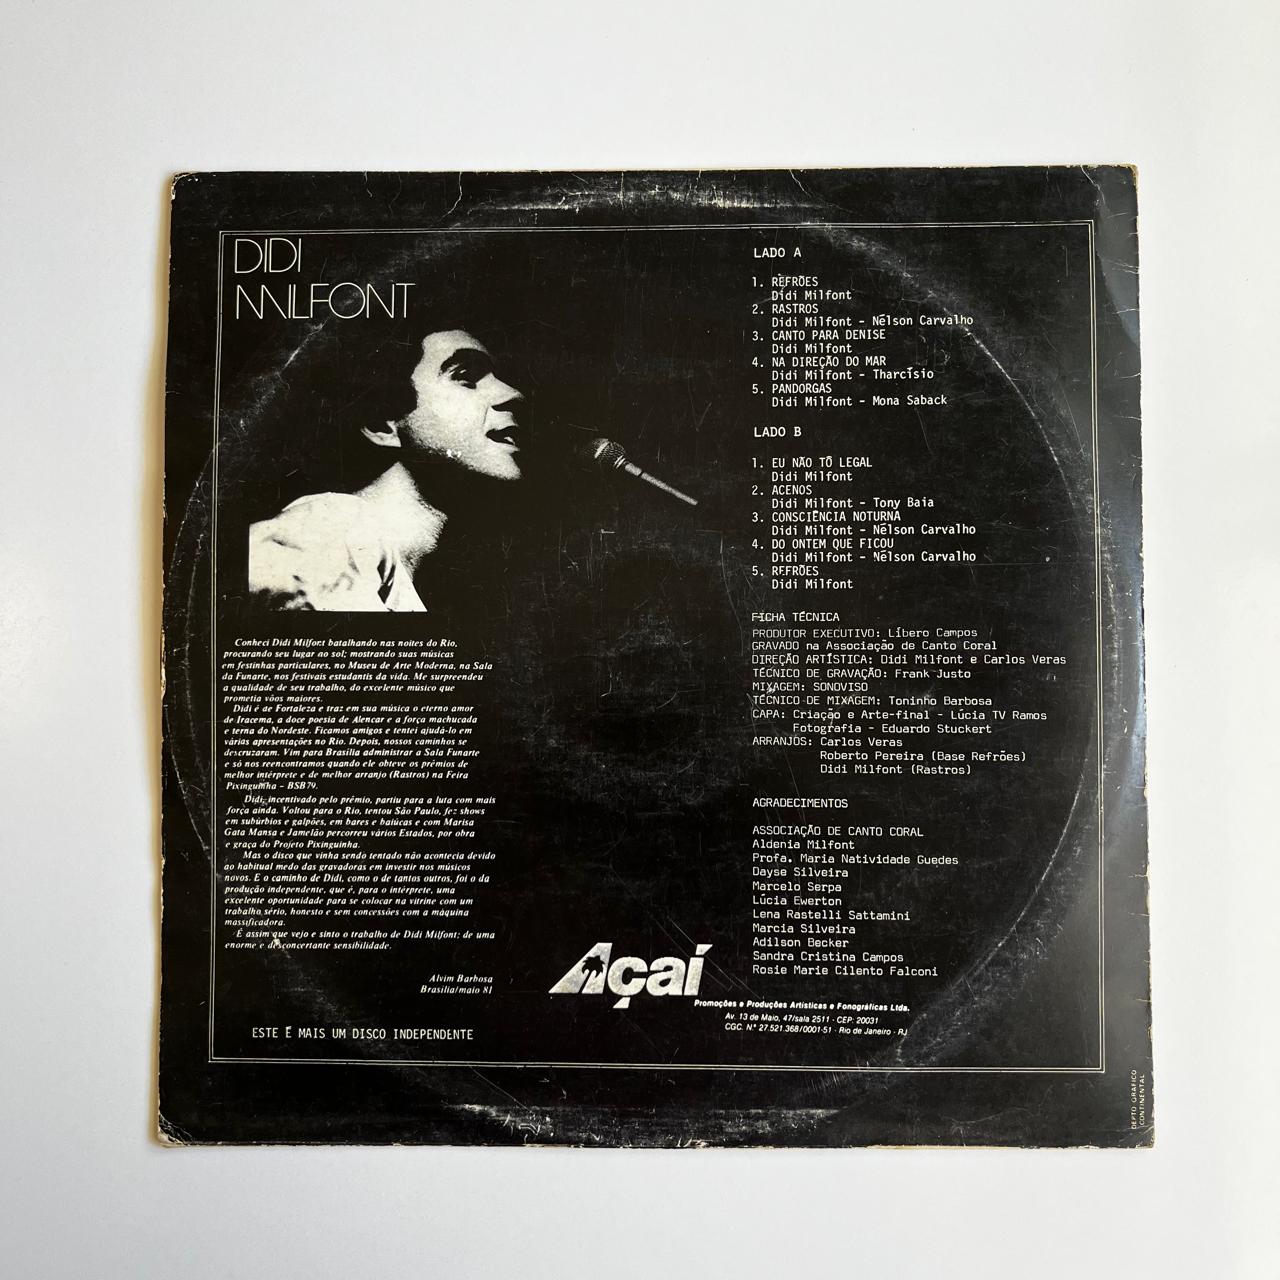 DIDI
MILFONT
Conheci Didi Milfont batalhando nas noites do Rio,
procurando seu lugar ao sol; mostrando suas músicas
em festinhas particulares, no Museu de Arte Moderna, na Sala
da Funarte, nos festivais estudantis da vida. Me surpreendeu
a qualidade de seu trabalho, do excelente músico que
prometia vôos maiores.
Didi é de Fortaleza e traz em sua música o eterno amor
de Iracema, a doce poesia de Alencar e a força machucada
e terna do Nordeste. Ficamos amigos e tentei ajudá-lo em
várias apresentações no Rio. Depois, nossos caminhos se
descruzaram. Vim para Brasília administrar a Sala Funarte
e só nos reencontramos quando ele obteve os prêmios de
melhor intérprete e de melhor arranjo (Rastros) na Feira
Pixinguinha - BSB79.
Didi, incentivado pelo prêmio, partiu para a luta com mais
força ainda. Voltou para o Rio, tentou São Paulo, fez shows
em subúrbios e galpões, em bares e baiúcas e com Marisa
Gata Mansa e Jamelão percorreu vários Estados, por obra
e graça do Projeto Pixinguinha.
Mas o disco que vinha sendo tentado não acontecia devido
ao habitual medo das gravadoras em investir nos músicos
novos. E o caminho de Didi, como o de tantos outros, foi o da
produção independente, que é, para o intérprete, uma
excelente oportunidade para se colocar na vitrine com um
trabalho sério, honesto e sem concessões com a máquina
massificadora.
É assim que vejo e sinto o trabalho de Didi Milfont: de uma
enorme e desconcertante sensibilidade.
Alvim Barbosa
Brasília/maio 81
ESTE É MAIS UM DISCO INDEPENDENTE
LADO A
1. REFRÕES
Didi Milfont
2. RASTROS
Didi Milfont - Nélson Carvalho
3. CANTO PARA DENISE
Didi Milfont
4. NA DIREÇÃO DO MAR
Didi Milfont - Tharcísio
5. PANDORGAS
Didi Milfont - Mona Saback
LADO B
1. EU NÃO TÔ LEGAL
Didi Milfont
2. ACENOS
Didi Milfont - Tony Baia
3. CONSCIÊNCIA NOTURNA
Didi Milfont - Nélson Carvalho
4. DO ONTEM QUE FICOU
Didi Milfont - Nélson Carvalho
5. REFRÕES
Didi Milfont
FICHA TÉCNICA
PRODUTOR EXECUTIVO: Líbero Campos
GRAVADO na Associação de Canto Coral
DIREÇÃO ARTÍSTICA: Didi Milfont e Carlos Veras
TÉCNICO DE GRAVAÇÃO: Frank Justo
MIXAGEM: SONOVISO
TÉCNICO DE MIXAGEM: Toninho Barbosa
CAPA: Criação e Arte-final - Lúcia TV Ramos
Fotografia - Eduardo Stuckert
ARRANJOS: Carlos Veras
Roberto Pereira (Base Refrões)
Didi Milfont (Rastros)
AGRADECIMENTOS
ASSOCIAÇÃO DE CANTO CORAL
Aldenia Milfont
Profa. Maria Natividade Guedes
Dayse Silveira
Marcelo Serpa
Lúcia Ewerton
Lena Rastelli Sattamini
Marcia Silveira
Adilson Becker
Sandra Cristina Campos
Rosie Marie Cilento Falconi
Açaí
Promoções e Produções Artísticas e Fonográficas Ltda.
Av. 13 de Maio, 47/sala 2511 - CEP: 20031
CGC. N.º 27.521.368/0001-51 - Rio de Janeiro - RJ
DEPTO GRÁFICO
CONTINENTAL